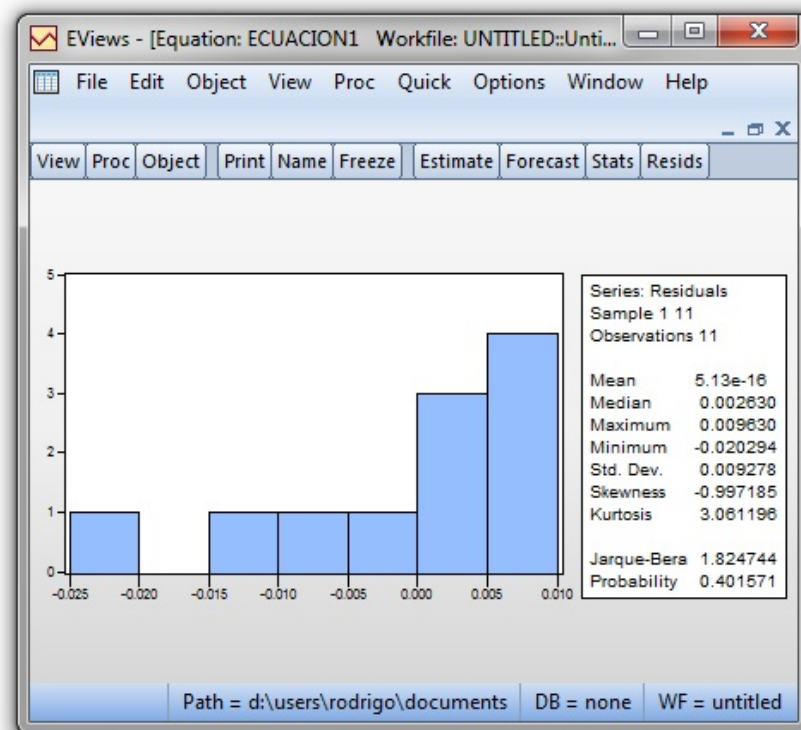 EViews - [Equation: ECUACION1 Workfile: UNTITLED::Unti...
File Edit Object View Proc Quick Options Window Help
View Proc Object Print Name Freeze Estimate Forecast Stats Resids
5
4
3
2
1
0
-0.025 -0.020 -0.015 -0.010 -0.005 0.000 0.005 0.010
Series: Residuals
Sample 1 11
Observations 11
Mean 5.13e-16
Median 0.002630
Maximum 0.009630
Minimum -0.020294
Std. Dev. 0.009278
Skewness -0.997185
Kurtosis 3.061196
Jarque-Bera 1.824744
Probability 0.401571
Path = d:\users\rodrigo\documents DB = none WF = untitled